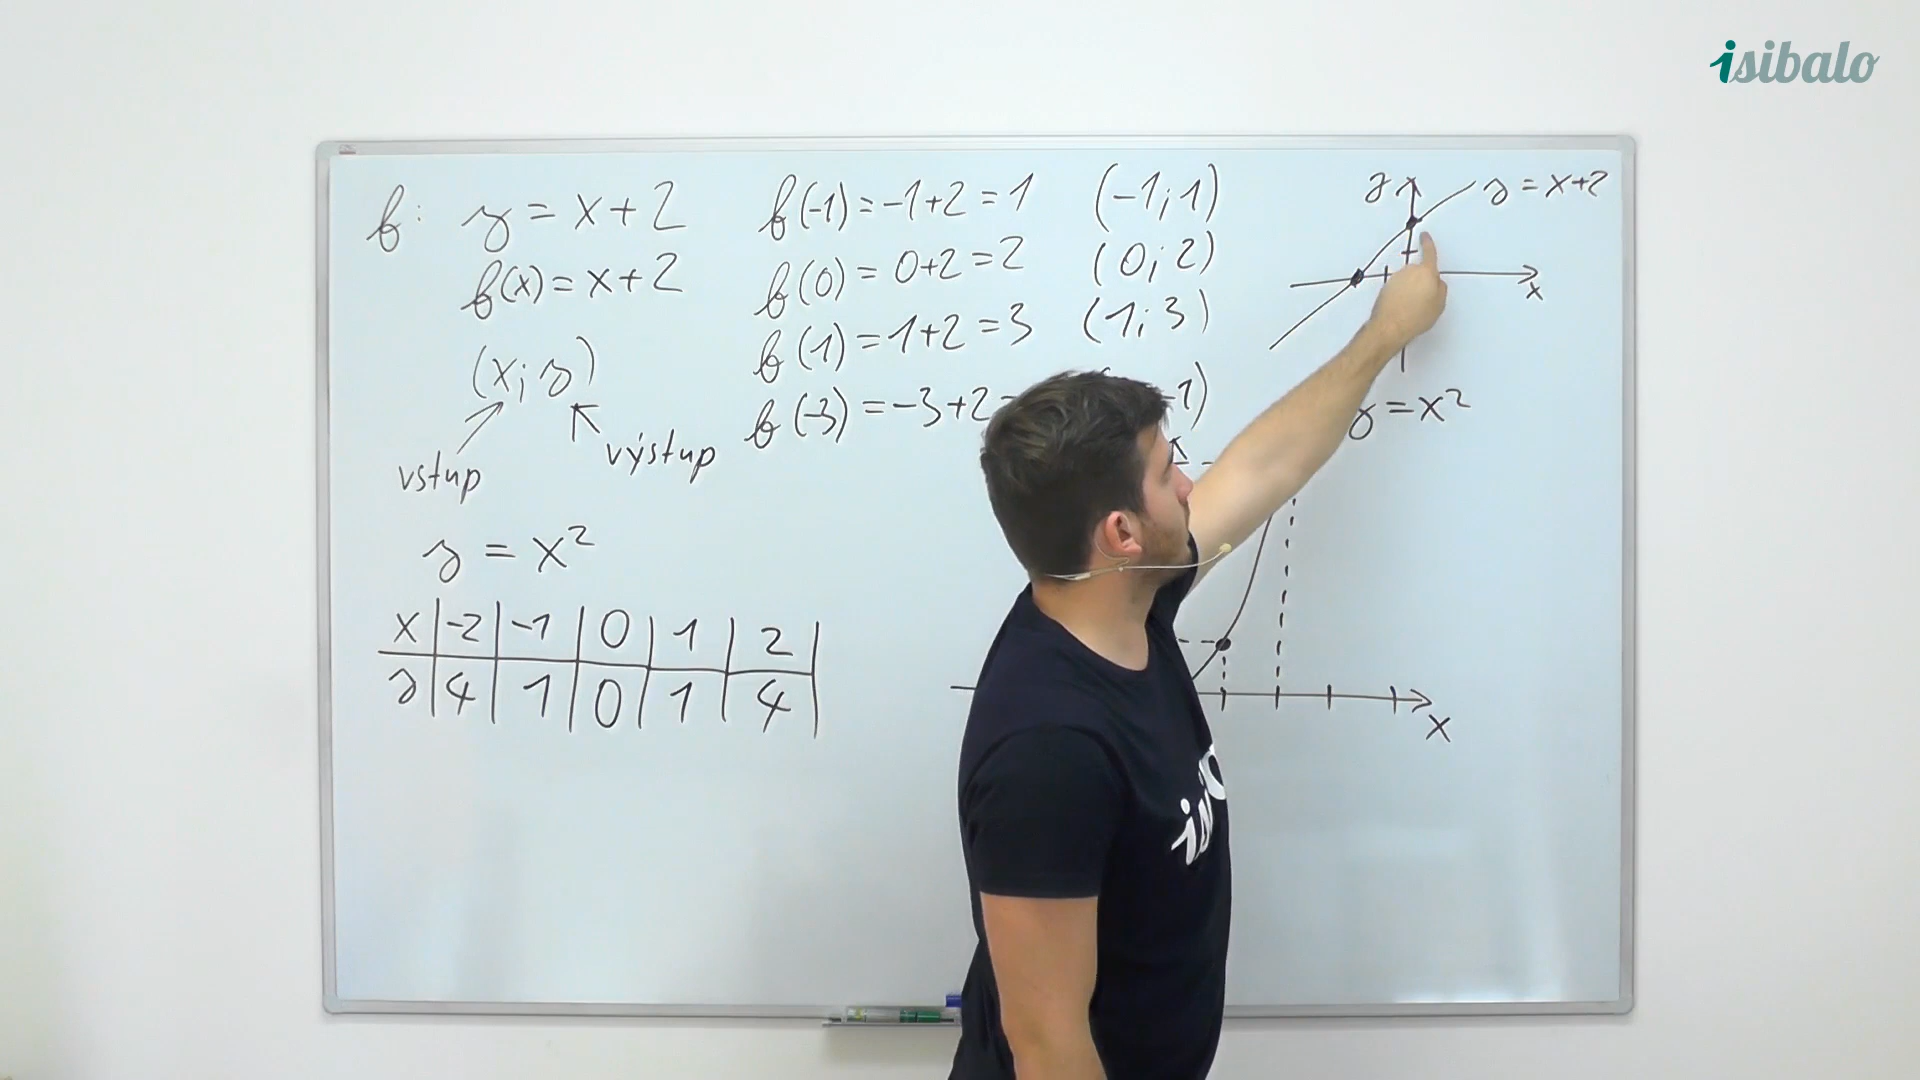 isibalo
f: y = x+2
f(x) = x+2
(x; y)
vstup
výstup
y = x²
x | -2 | -1 | 0 | 1 | 2
y | 4 | 1 | 0 | 1 | 4
f(-1) = -1+2 = 1 (-1; 1)
f(0) = 0+2 = 2 (0; 2)
f(1) = 1+2 = 3 (1; 3)
f(-3) = -3+2
-1)
y
y = x+2
x
y = x²
x